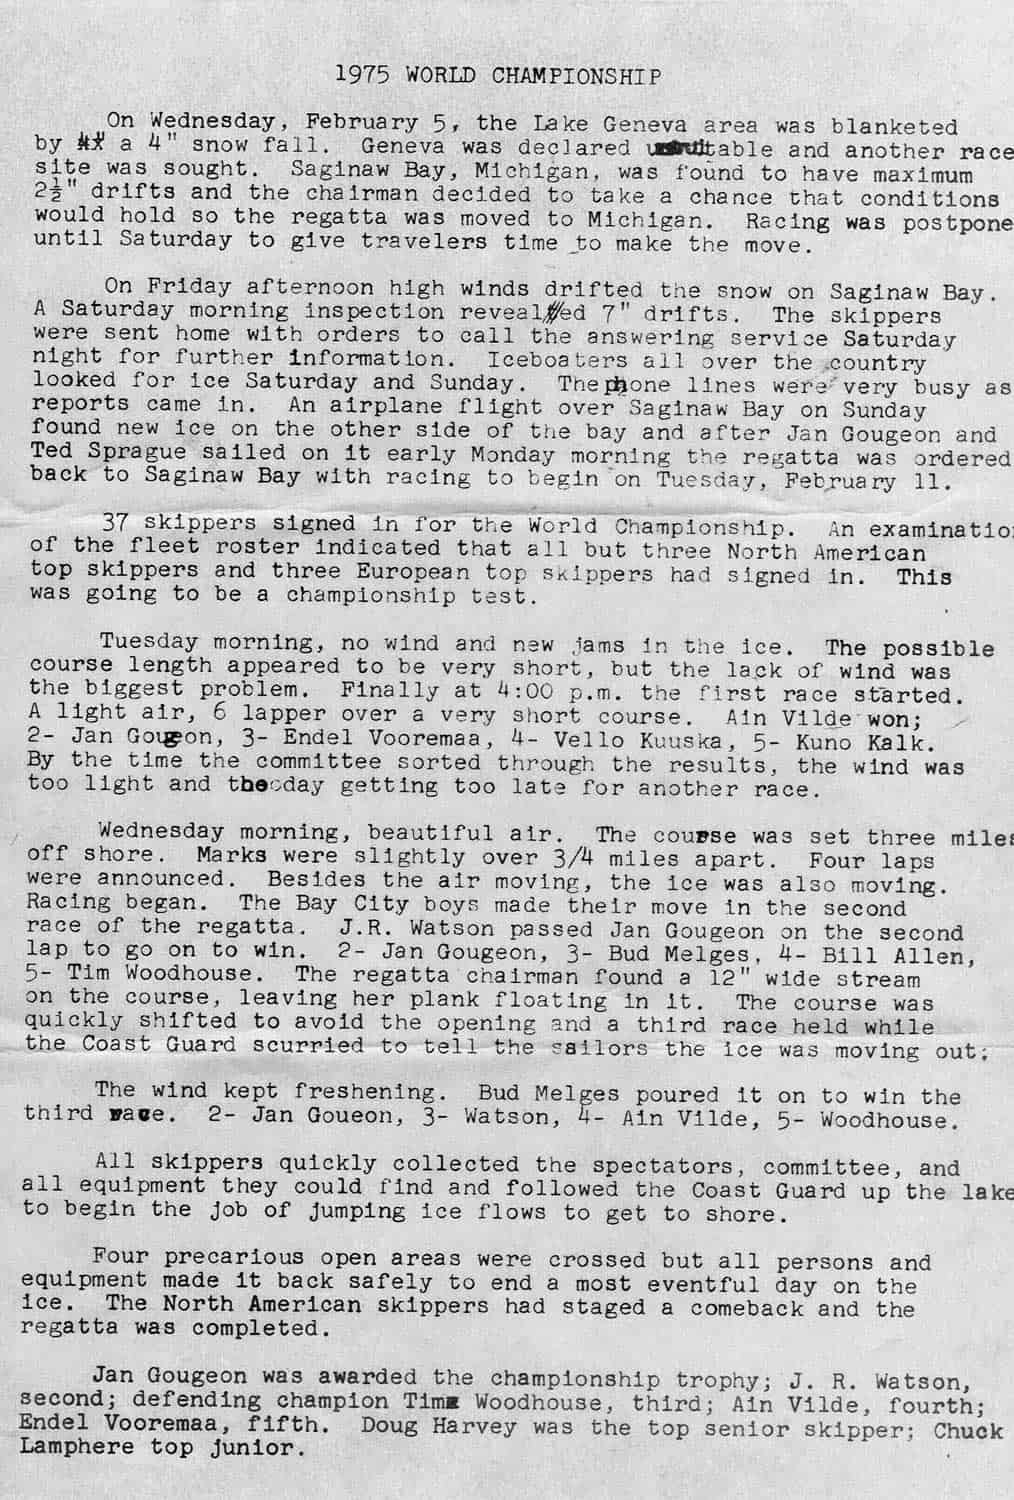 1975 WORLD CHAMPIONSHIP
On Wednesday, February 5, the Lake Geneva area was blanketed
by a 4" snow fall. Geneva was declared and another race
site was sought. Saginaw Bay, Michigan, was found to have maximum
2½" drifts and the chairman decided to take a chance that conditions
would hold so the regatta was moved to Michigan. Racing was postpone
until Saturday to give travelers time to make the move.
On Friday afternoon high winds drifted the snow on Saginaw Bay.
A Saturday morning inspection revealed 7" drifts. The skippers
were sent home with orders to call the answering service Saturday
night for further information. Iceboaters all over the country
looked for ice Saturday and Sunday. The phone lines were very busy as
reports came in. An airplane flight over Saginaw Bay on Sunday
found new ice on the other side of the bay and after Jan Gougeon and
Ted Sprague sailed on it early Monday morning the regatta was ordered
back to Saginaw Bay with racing to begin on Tuesday, February 11.
37 skippers signed in for the World Championship. An examinatio
of the fleet roster indicated that all but three North American
top skippers and three European top skippers had signed in. This
was going to be a championship test.
Tuesday morning, no wind and new jams in the ice. The possible
course length appeared to be very short, but the lack of wind was
the biggest problem. Finally at 4:00 p.m. the first race started.
A light air, 6 lapper over a very short course. Ain Vilde won;
2- Jan Gougeon, 3- Endel Vooremaa, 4- Vello Kuuska, 5- Kuno Kalk.
By the time the committee sorted through the results, the wind was
too light and the day getting too late for another race.
Wednesday morning, beautiful air. The course was set three miles
off shore. Marks were slightly over 3/4 miles apart. Four laps
were announced. Besides the air moving, the ice was also moving.
Racing began. The Bay City boys made their move in the second
race of the regatta. J.R. Watson passed Jan Gougeon on the second
lap to go on to win. 2- Jan Gougeon, 3- Bud Melges, 4- Bill Allen,
5- Tim Woodhouse. The regatta chairman found a 12" wide stream
on the course, leaving her plank floating in it. The course was
quickly shifted to avoid the opening and a third race held while
the Coast Guard scurried to tell the sailors the ice was moving out;
The wind kept freshening. Bud Melges poured it on to win the
third race. 2- Jan Goueon, 3- Watson, 4- Ain Vilde, 5- Woodhouse.
All skippers quickly collected the spectators, committee, and
all equipment they could find and followed the Coast Guard up the lake
to begin the job of jumping ice flows to get to shore.
Four precarious open areas were crossed but all persons and
equipment made it back safely to end a most eventful day on the
ice. The North American skippers had staged a comeback and the
regatta was completed.
Jan Gougeon was awarded the championship trophy; J. R. Watson,
second; defending champion Tim Woodhouse, third; Ain Vilde, fourth;
Endel Vooremaa, fifth. Doug Harvey was the top senior skipper; Chuck
Lamphere top junior.